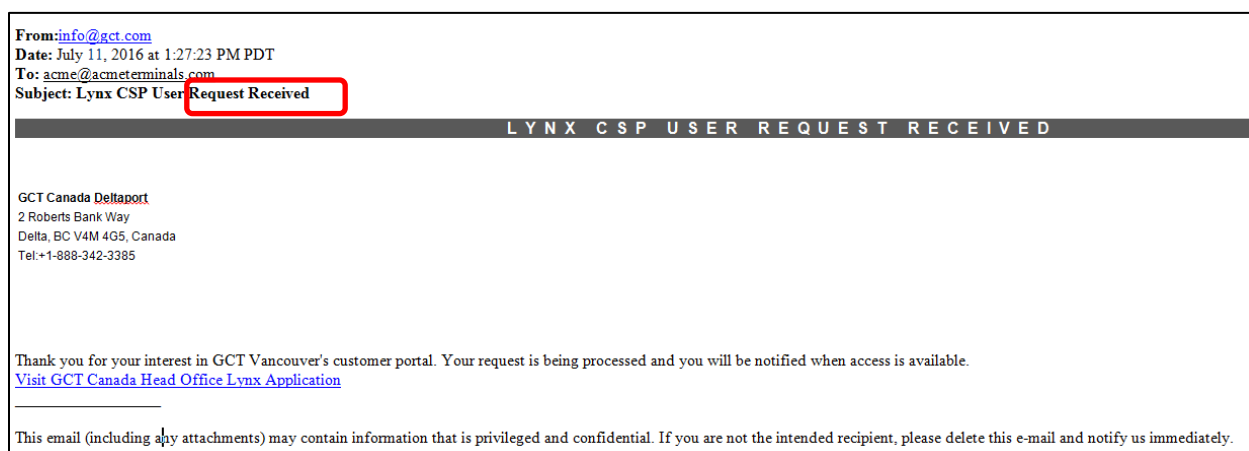 From:info@gct.com
Date: July 11, 2016 at 1:27:23 PM PDT
To: acme@acmeterminals.com
Subject: Lynx CSP User Request Received
LYNX CSP USER REQUEST RECEIVED
GCT Canada Deltaport
2 Roberts Bank Way
Delta, BC V4M 4G5, Canada
Tel:+1-888-342-3385
Thank you for your interest in GCT Vancouver's customer portal. Your request is being processed and you will be notified when access is available.
Visit GCT Canada Head Office Lynx Application
This email (including any attachments) may contain information that is privileged and confidential. If you are not the intended recipient, please delete this e-mail and notify us immediately.